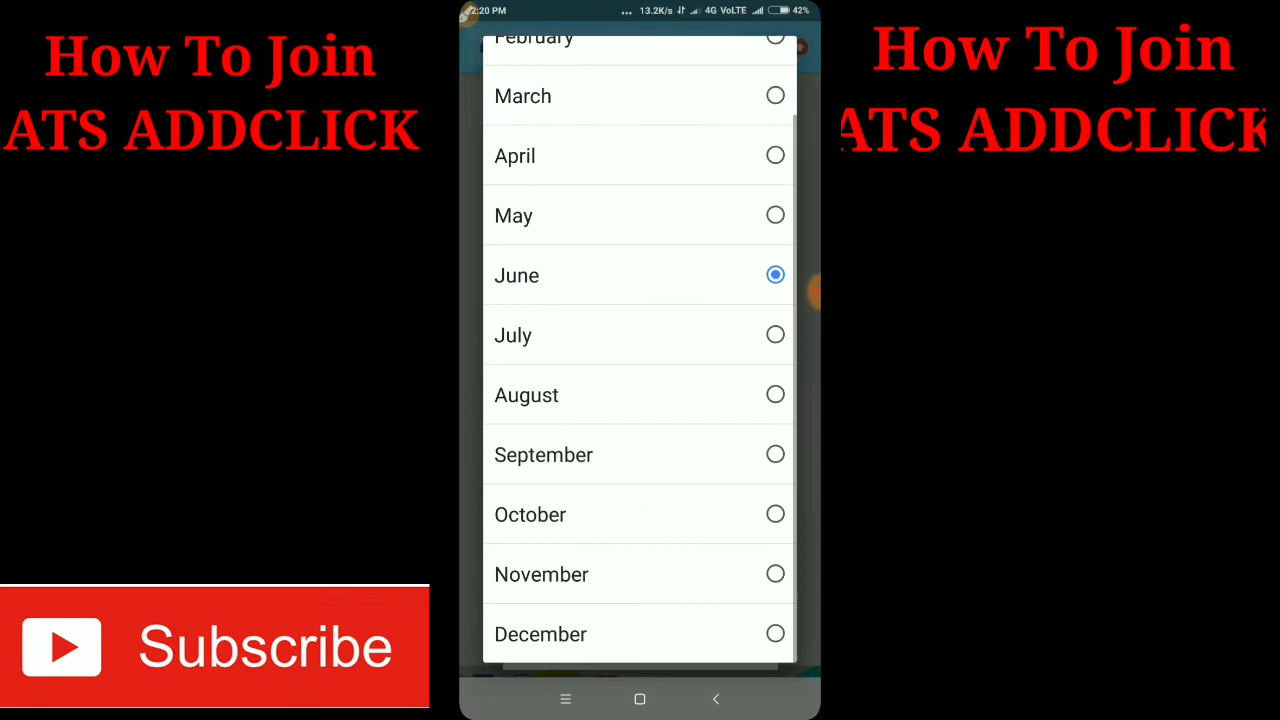 How To Join
ATS ADDCLICK
2:20 PM
... 13.2K/s 4G VoLTE 42%
February
March
April
May
June
July
August
September
October
November
December
How To Join
ATS ADDCLICK
Subscribe